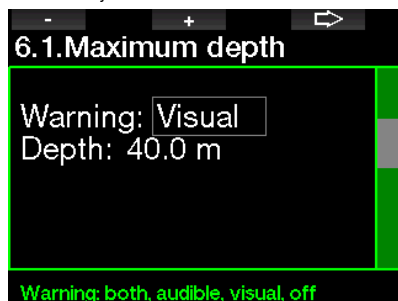 - + ⇨
6.1.Maximum depth
Warning: Visual
Depth: 40.0 m
Warning: both, audible, visual, off